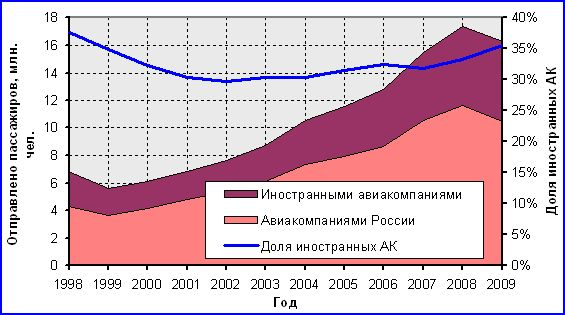 Отправлено пассажиров, млн.
чел.
18
16
14
12
10
8
6
4
2
0
40%
35%
30%
25%
20%
15%
10%
5%
0%
Доля иностранных АК
Иностранными авиакомпаниями
Авиакомпаниями России
Доля иностранных АК
1998 1999 2000 2001 2002 2003 2004 2005 2006 2007 2008 2009
Год